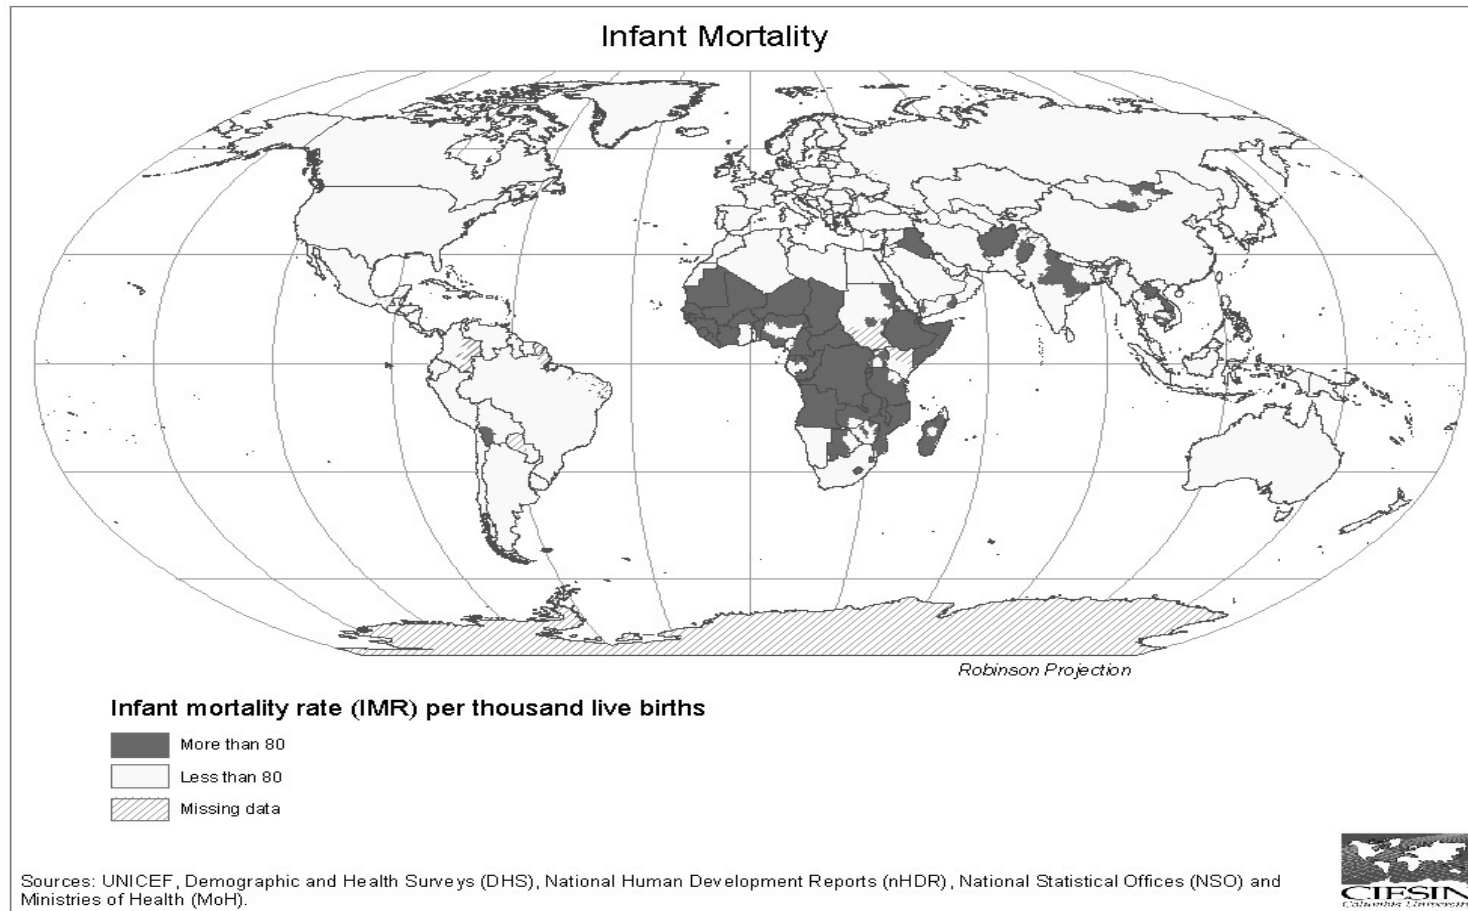 Infant Mortality
Robinson Projection
Infant mortality rate (IMR) per thousand live births
More than 80
Less than 80
Missing data
Sources: UNICEF, Demographic and Health Surveys (DHS), National Human Development Reports (nHDR), National Statistical Offices (NSO) and
Ministries of Health (MoH).
CIESIN
Columbia University